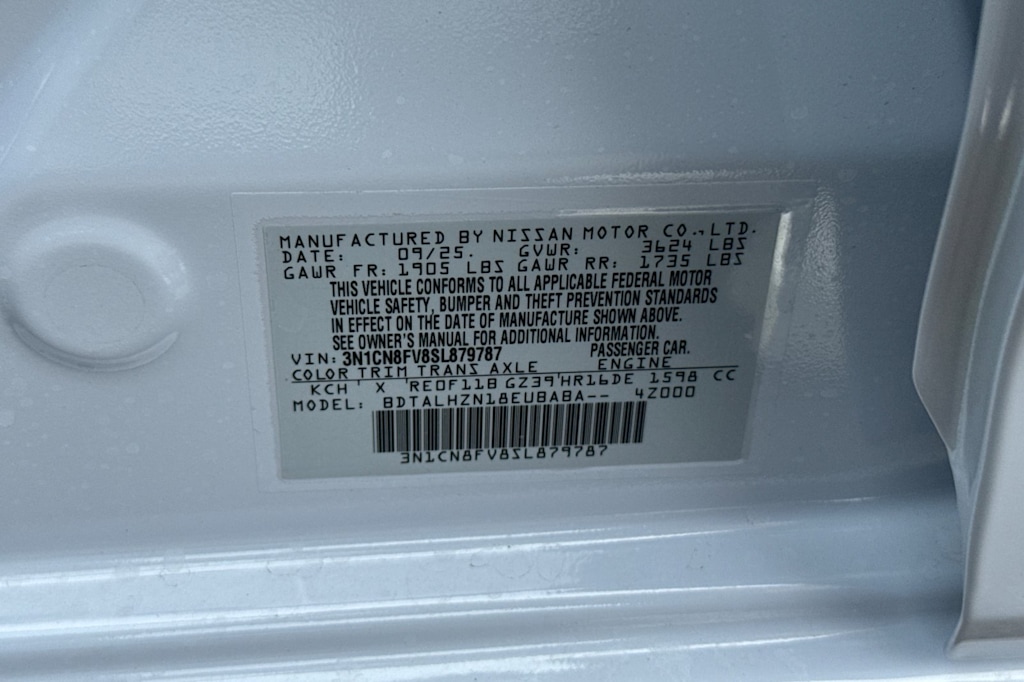 MANUFACTURED BY NISSAN MOTOR CO.,LTD.
DATE: 09/25. GVWR: 3624 LBS
GAWR FR: 1905 LBS GAWR RR: 1735 LBS
THIS VEHICLE CONFORMS TO ALL APPLICABLE FEDERAL MOTOR
VEHICLE SAFETY, BUMPER AND THEFT PREVENTION STANDARDS
IN EFFECT ON THE DATE OF MANUFACTURE SHOWN ABOVE.
SEE OWNER'S MANUAL FOR ADDITIONAL INFORMATION.
VIN: 3N1CN8FV8SL879787 PASSENGER CAR.
COLOR TRIM TRANS AXLE ENGINE
KCH X RE0F11B GZ39 HR16DE 1598 CC
MODEL: BDTALHZN18EUBABA-- 4Z000
3N1CN8FV8SL879787